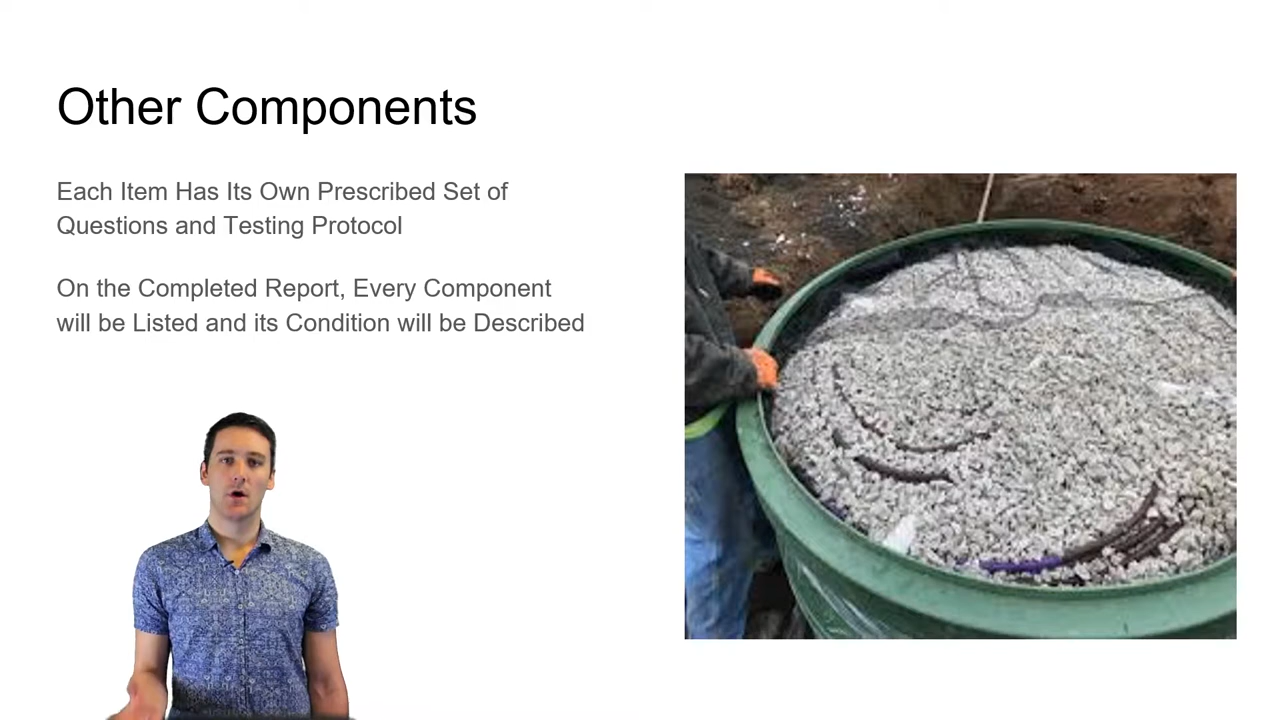 Other Components
Each Item Has Its Own Prescribed Set of
Questions and Testing Protocol
On the Completed Report, Every Component
will be Listed and its Condition will be Described